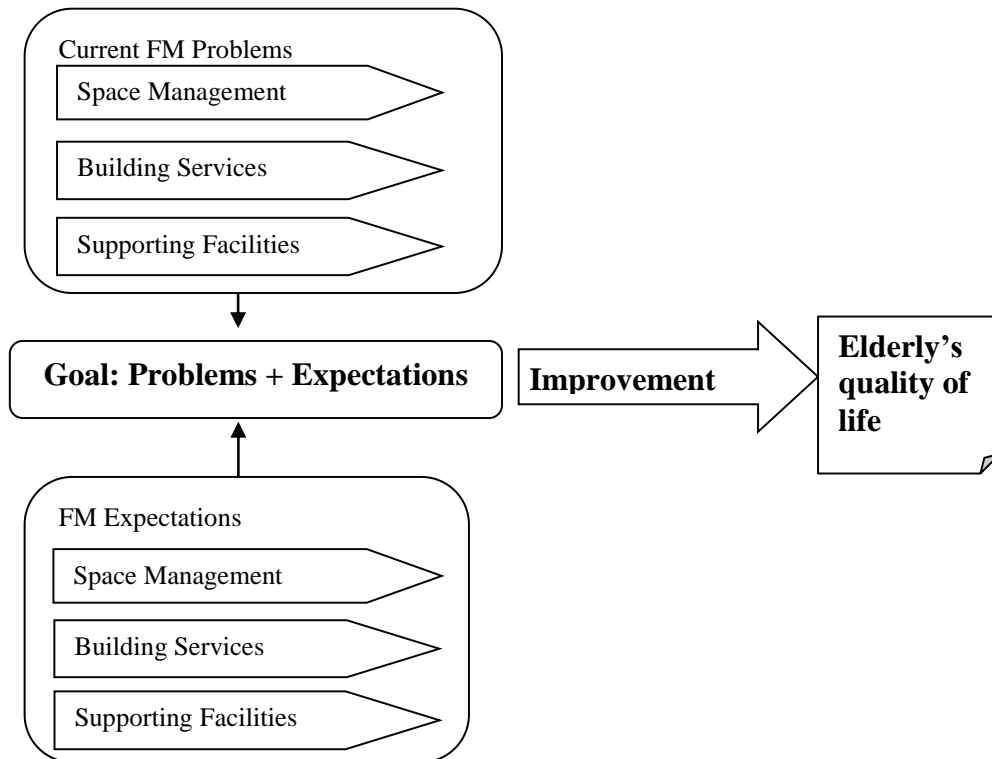 Current FM Problems
Space Management
Building Services
Supporting Facilities
Goal: Problems + Expectations
Improvement
Elderly’s
quality of
life
FM Expectations
Space Management
Building Services
Supporting Facilities